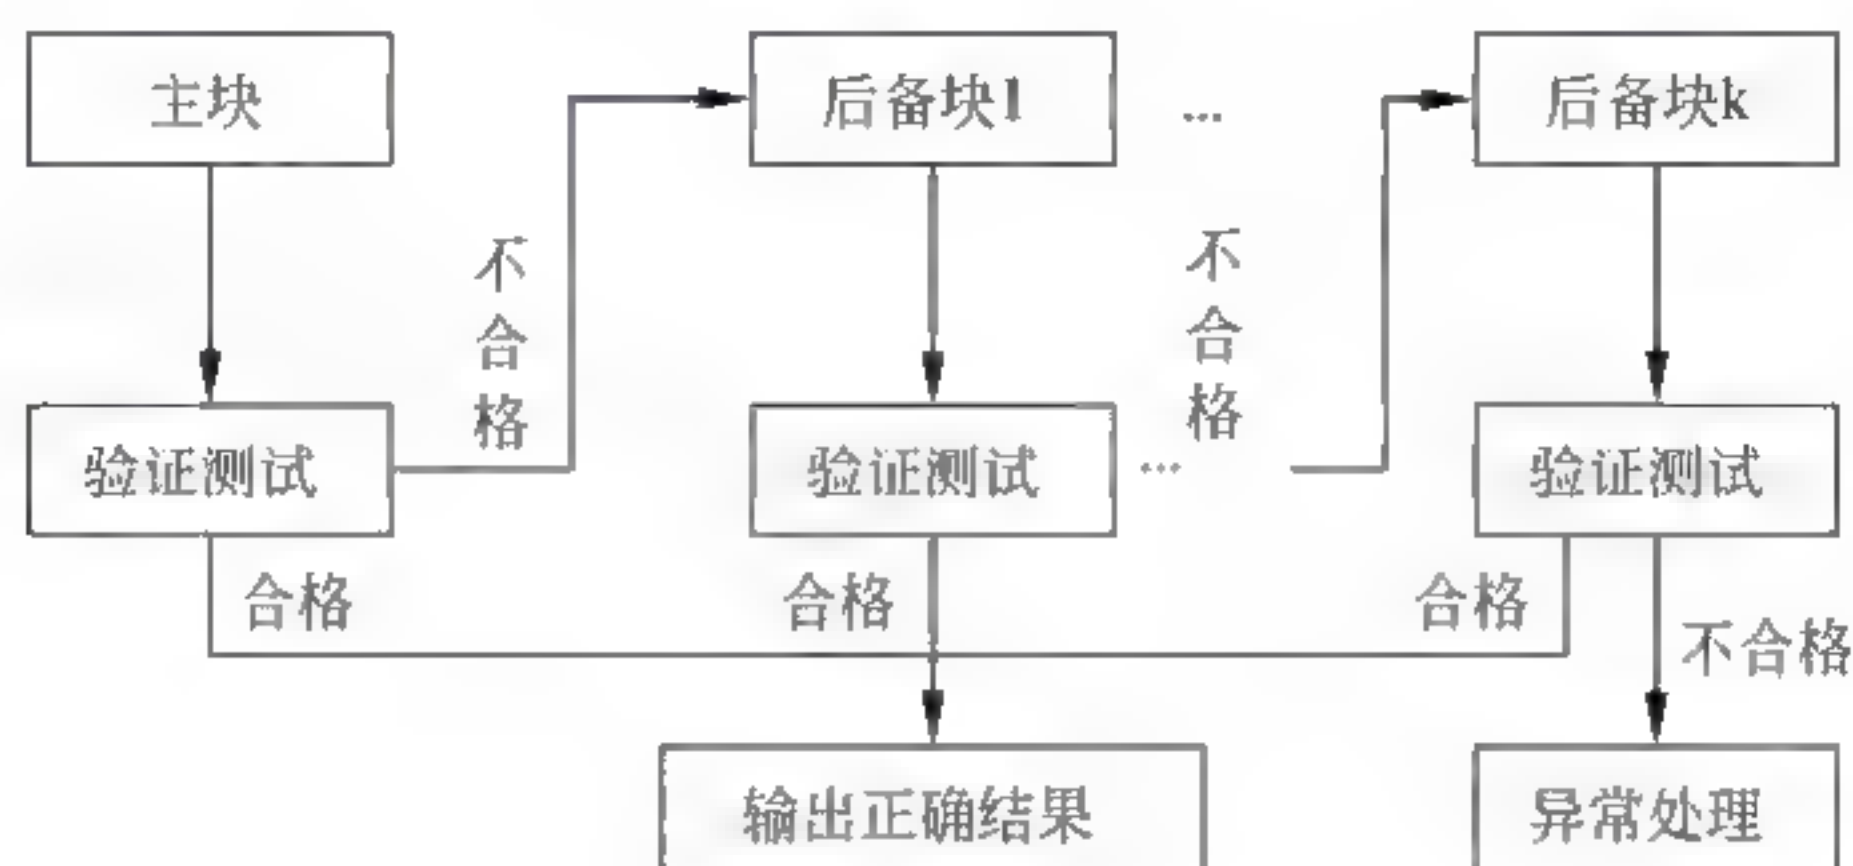 主块
后备块1
...
后备块k
不合格
不合格
验证测试
验证测试
...
验证测试
合格
合格
合格
不合格
输出正确结果
异常处理